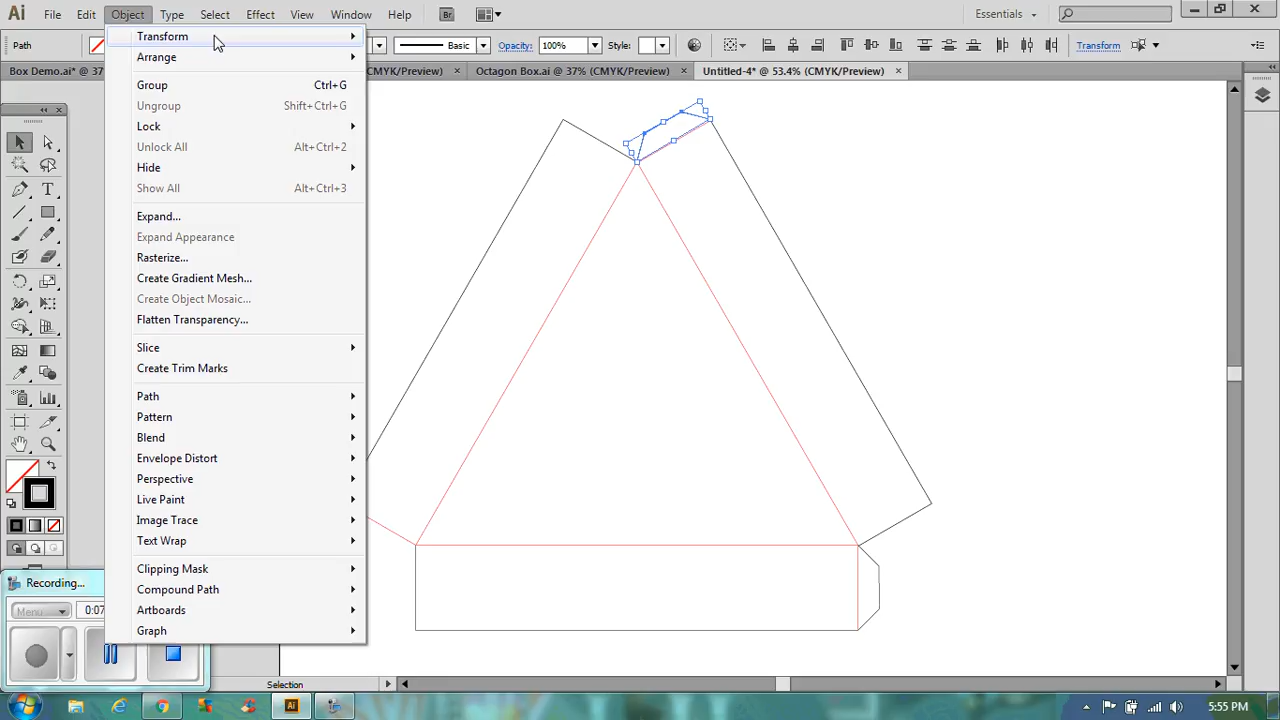 Ai File Edit Object Type Select Effect View Window Help Br Essentials
Path Basic Opacity: 100% Style: Transform
Box Demo.ai* @ 37% (CMYK/Preview) × Octagon Box.ai @ 37% (CMYK/Preview) × Untitled-4* @ 53.4% (CMYK/Preview) ×
Transform
Arrange
Group Ctrl+G
Ungroup Shift+Ctrl+G
Lock
Unlock All Alt+Ctrl+2
Hide
Show All Alt+Ctrl+3
Expand...
Expand Appearance
Rasterize...
Create Gradient Mesh...
Create Object Mosaic...
Flatten Transparency...
Slice
Create Trim Marks
Path
Pattern
Blend
Envelope Distort
Perspective
Live Paint
Image Trace
Text Wrap
Clipping Mask
Compound Path
Artboards
Graph
Recording...
Menu 0:07
Selection
Ai 5:55 PM